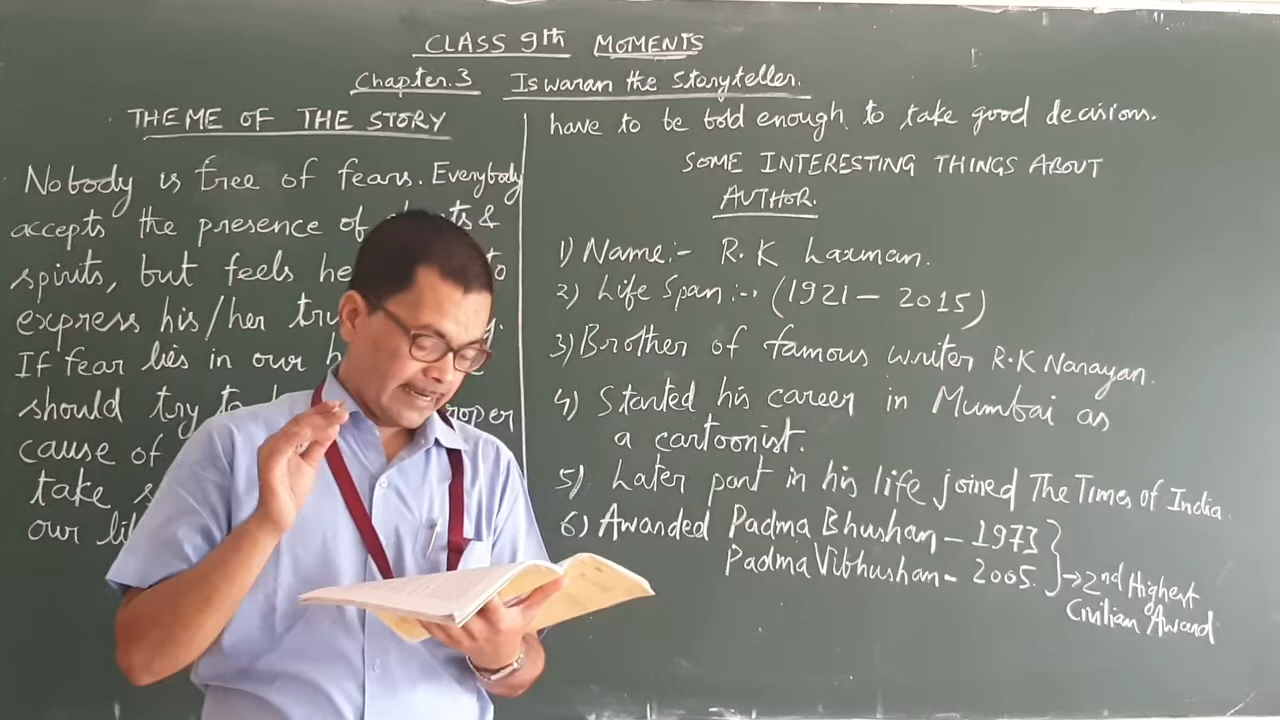 CLASS 9th MOMENTS
Chapter.3 Iswaran the Storyteller.
THEME OF THE STORY
Nobody is free of fears. Everybody
accepts the presence of &
spirits, but feels to
express his/her
If fear lies in our
should try to
cause of
take
our
have to be bold enough to take good decisions.
SOME INTERESTING THINGS ABOUT
AUTHOR.
1) Name:- R.K Laxman.
2) Life Span:- (1921 - 2015)
3) Brother of famous writer R.K Narayan.
4) Started his career in Mumbai as
a cartoonist.
5) Later part in his life joined The Times of India.
6) Awarded Padma Bhushan - 1973
Padma Vibhushan - 2005. → 2nd Highest
Civilian Award